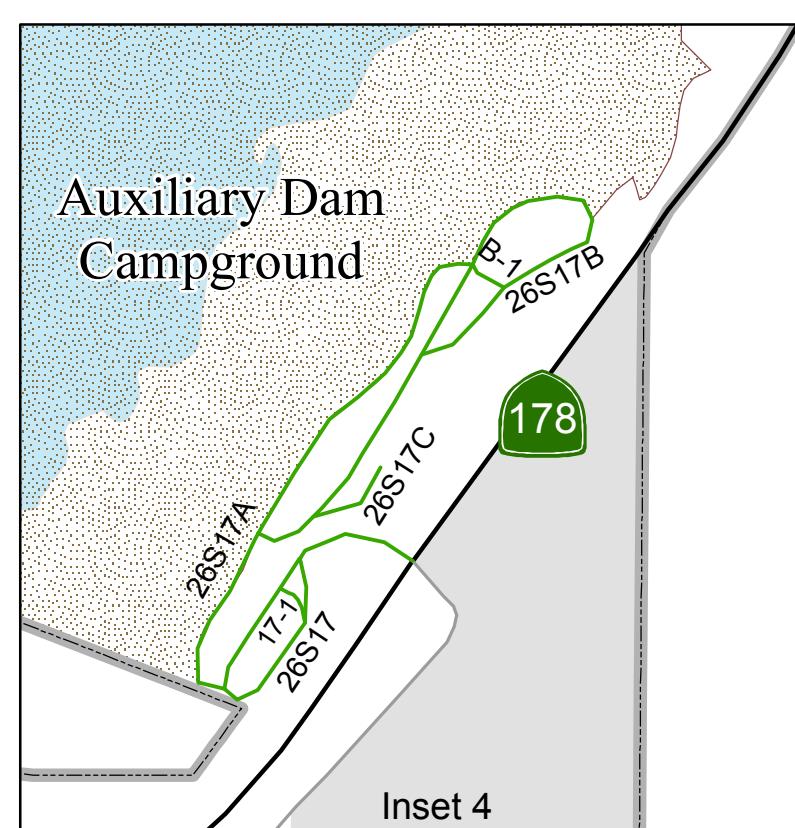 Auxiliary Dam
Campground
B-1
26S17B
178
26S17C
26S17A
17-1
26S17
Inset 4